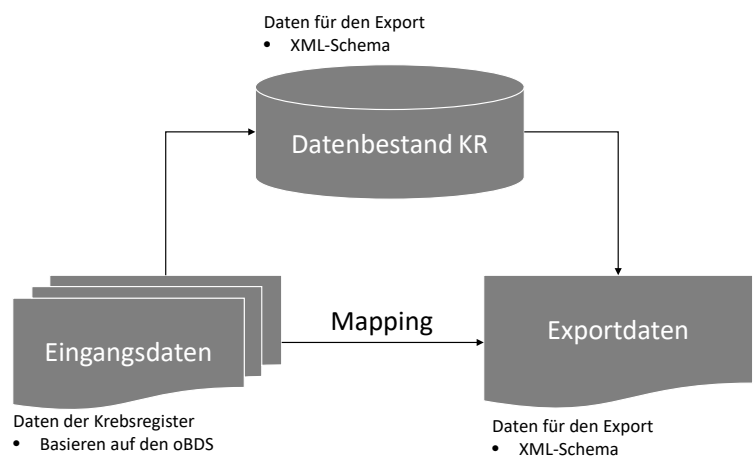 Daten für den Export
• XML-Schema
Datenbestand KR
Mapping
Eingangsdaten
Exportdaten
Daten der Krebsregister
• Basieren auf den oBDS
Daten für den Export
• XML-Schema